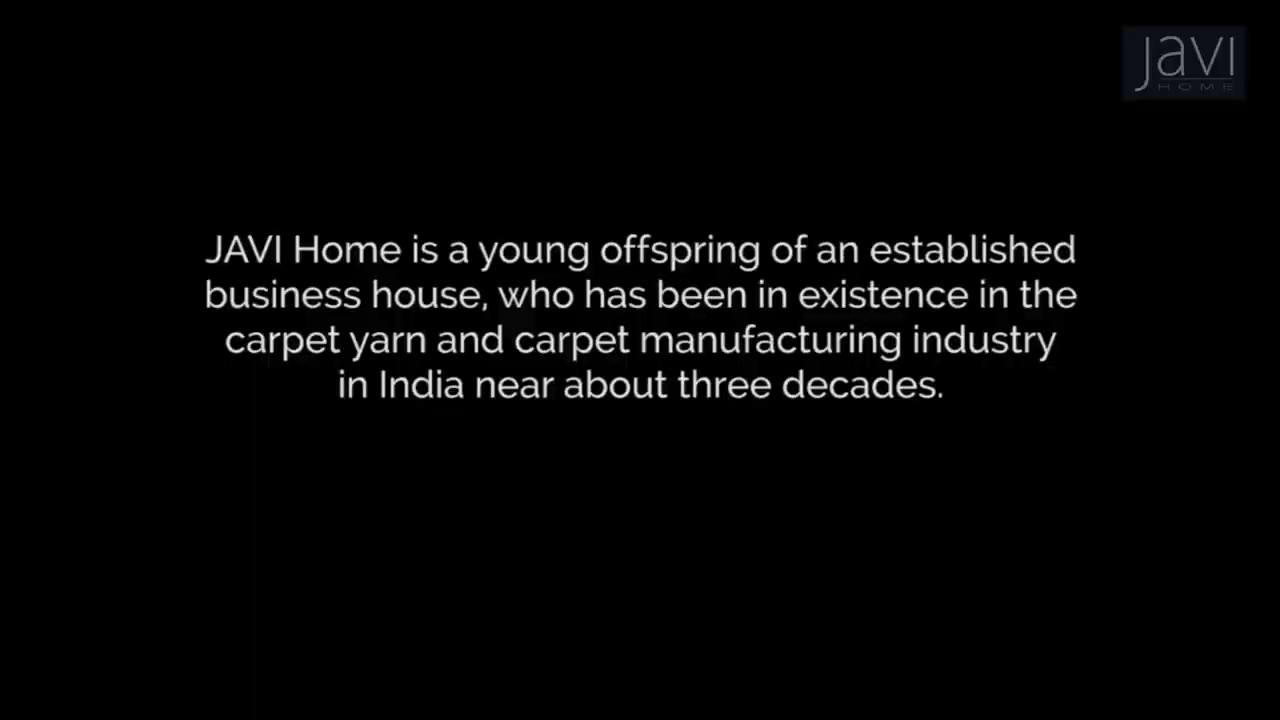 JAVI
HOME
JAVI Home is a young offspring of an established
business house, who has been in existence in the
carpet yarn and carpet manufacturing industry
in India near about three decades.